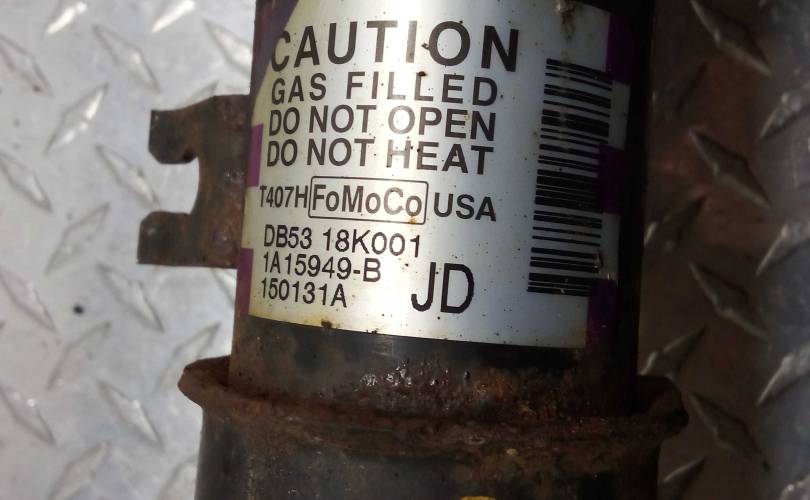 CAUTION
GAS FILLED
DO NOT OPEN
DO NOT HEAT
T407H FoMoCo USA
DB53 18K001
1A15949-B JD
150131A